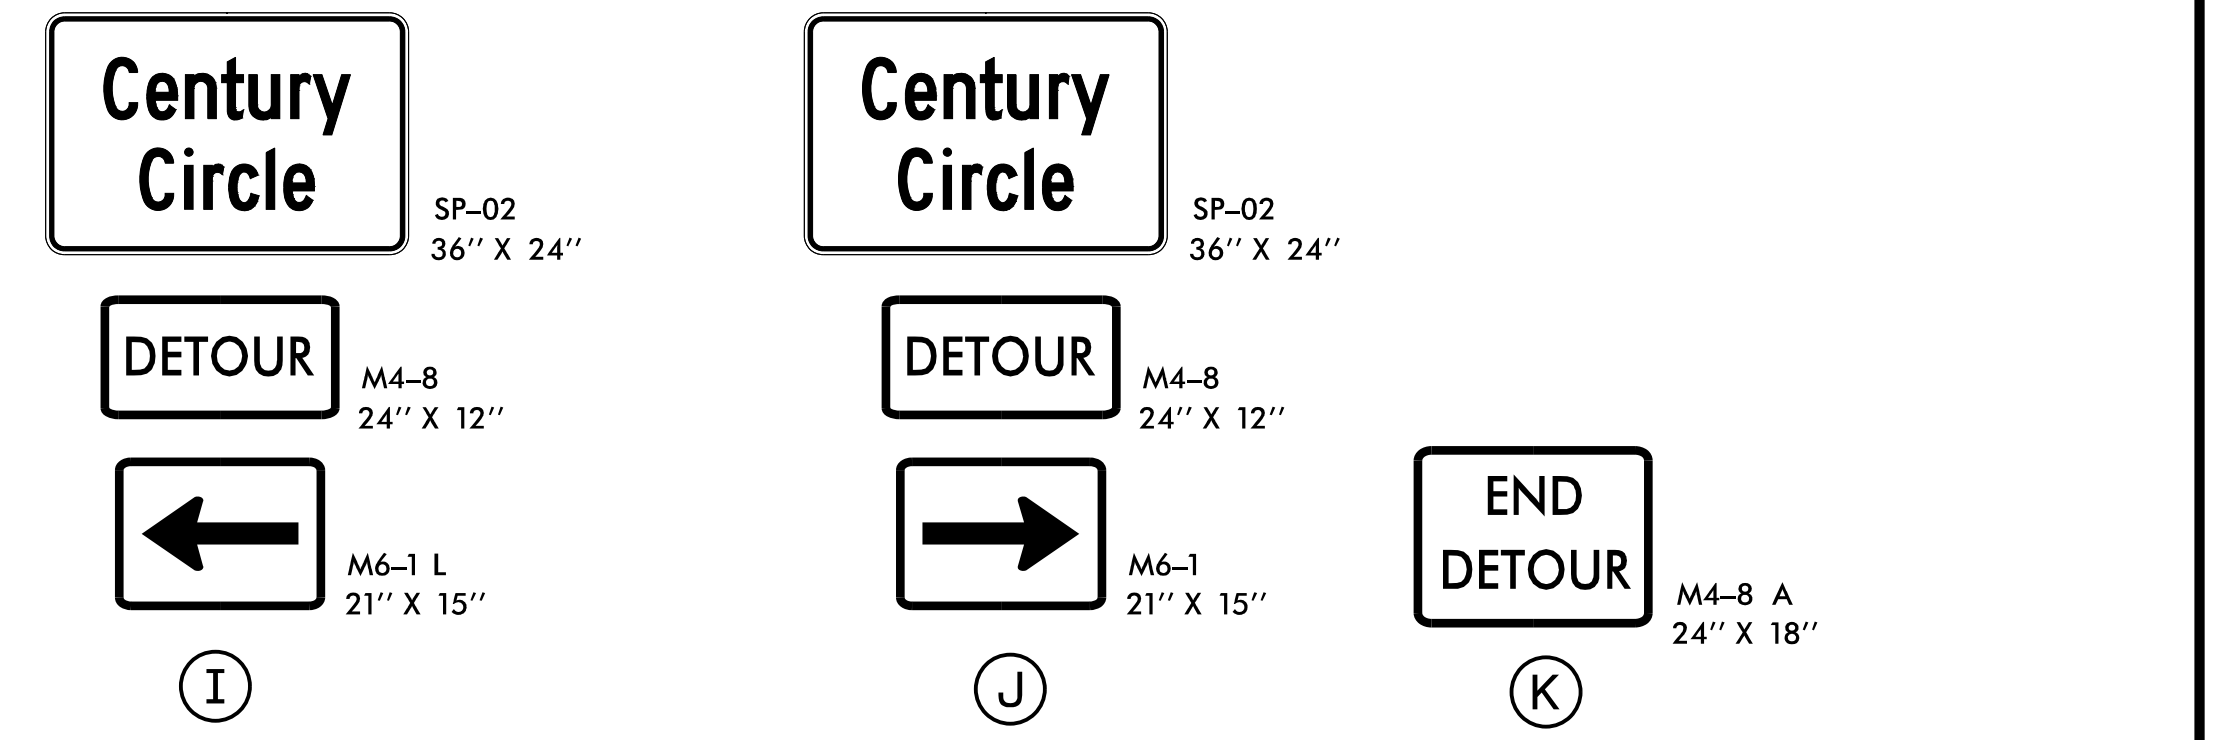 Century
Circle
SP–02
36’’ X 24’’
DETOUR
M4–8
24’’ X 12’’
M6–1 L
21’’ X 15’’
I
Century
Circle
SP–02
36’’ X 24’’
DETOUR
M4–8
24’’ X 12’’
M6–1
21’’ X 15’’
J
END
DETOUR
M4–8 A
24’’ X 18’’
K